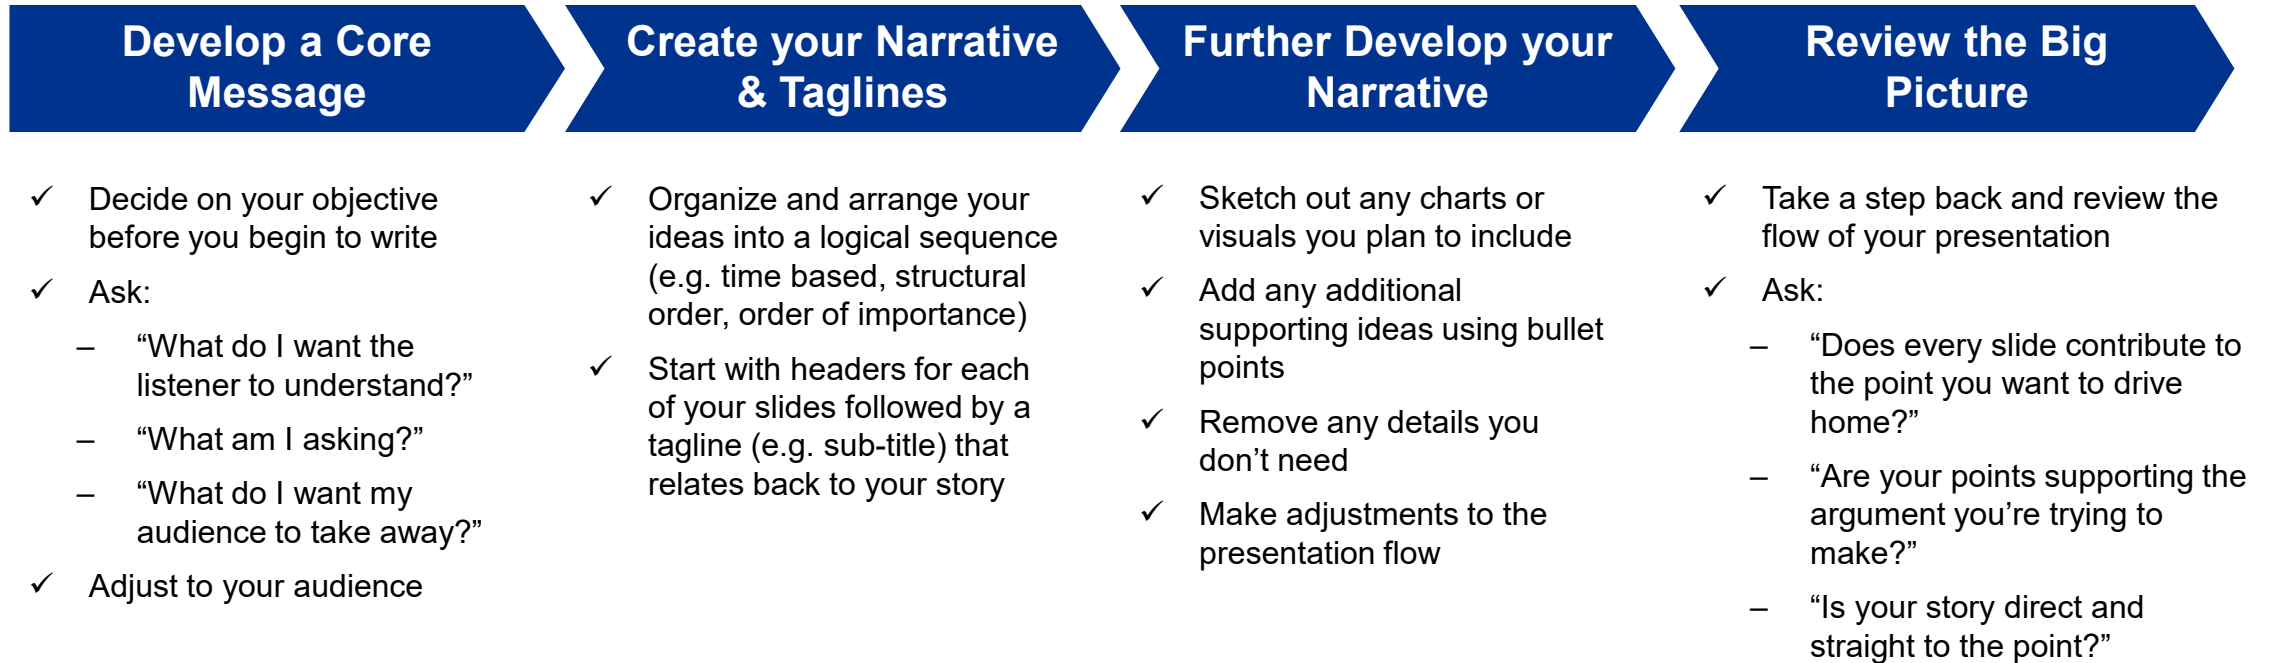 Develop a Core
Message
✓ Decide on your objective
before you begin to write
✓ Ask:
– “What do I want the
listener to understand?”
– “What am I asking?”
– “What do I want my
audience to take away?”
✓ Adjust to your audience
Create your Narrative
& Taglines
✓ Organize and arrange your
ideas into a logical sequence
(e.g. time based, structural
order, order of importance)
✓ Start with headers for each
of your slides followed by a
tagline (e.g. sub-title) that
relates back to your story
Further Develop your
Narrative
✓ Sketch out any charts or
visuals you plan to include
✓ Add any additional
supporting ideas using bullet
points
✓ Remove any details you
don’t need
✓ Make adjustments to the
presentation flow
Review the Big
Picture
✓ Take a step back and review the
flow of your presentation
✓ Ask:
– “Does every slide contribute to
the point you want to drive
home?”
– “Are your points supporting the
argument you’re trying to
make?”
– “Is your story direct and
straight to the point?”